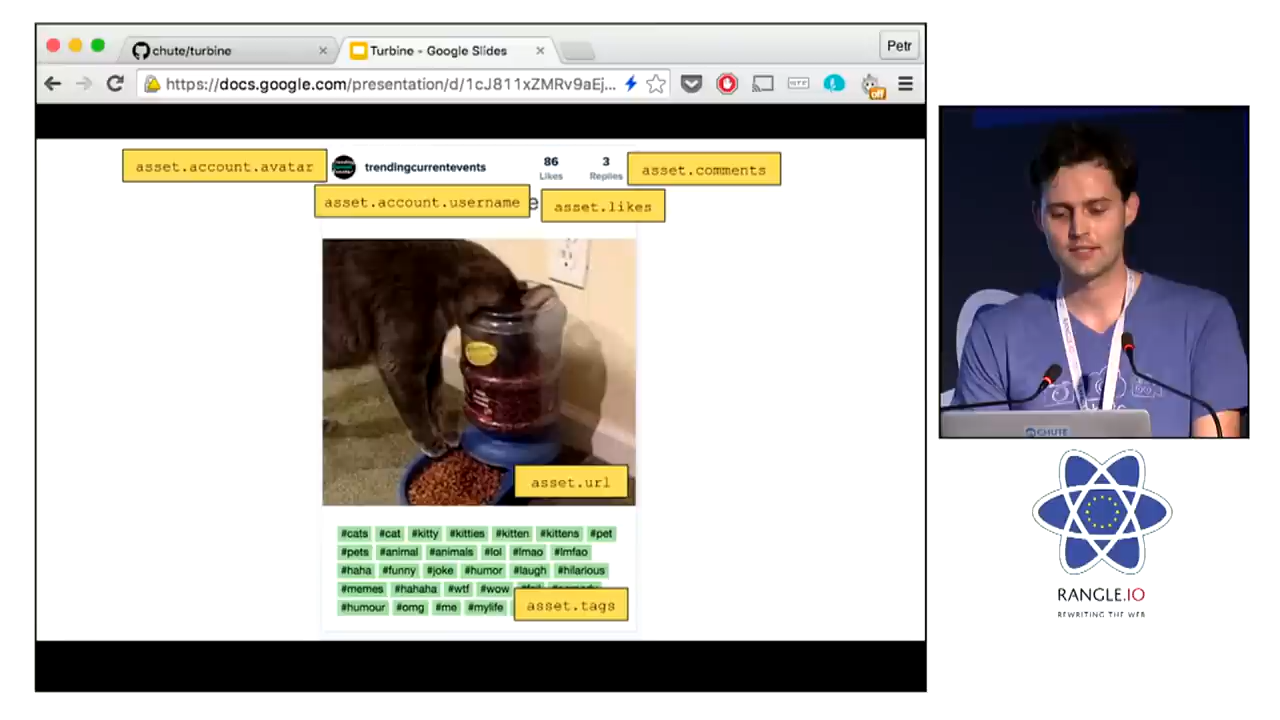 chute/turbine
Turbine - Google Slides
Petr
https://docs.google.com/presentation/d/1cJ811xZMRv9aEj...
off
asset.account.avatar
trendingcurrentevents
86
Likes
3
Replies
asset.comments
asset.account.username
e
asset.likes
asset.url
#cats #cat #kitty #kitties #kitten #kittens #pet
#pets #animal #animals #lol #lmao #lmfao
#haha #funny #joke #humor #laugh #hilarious
#memes #hahaha #wtf #wow
#humour #omg #me #mylife
asset.tags
RANGLE.IO
CHUTE
RANGLE.IO
REWRITING THE WEB